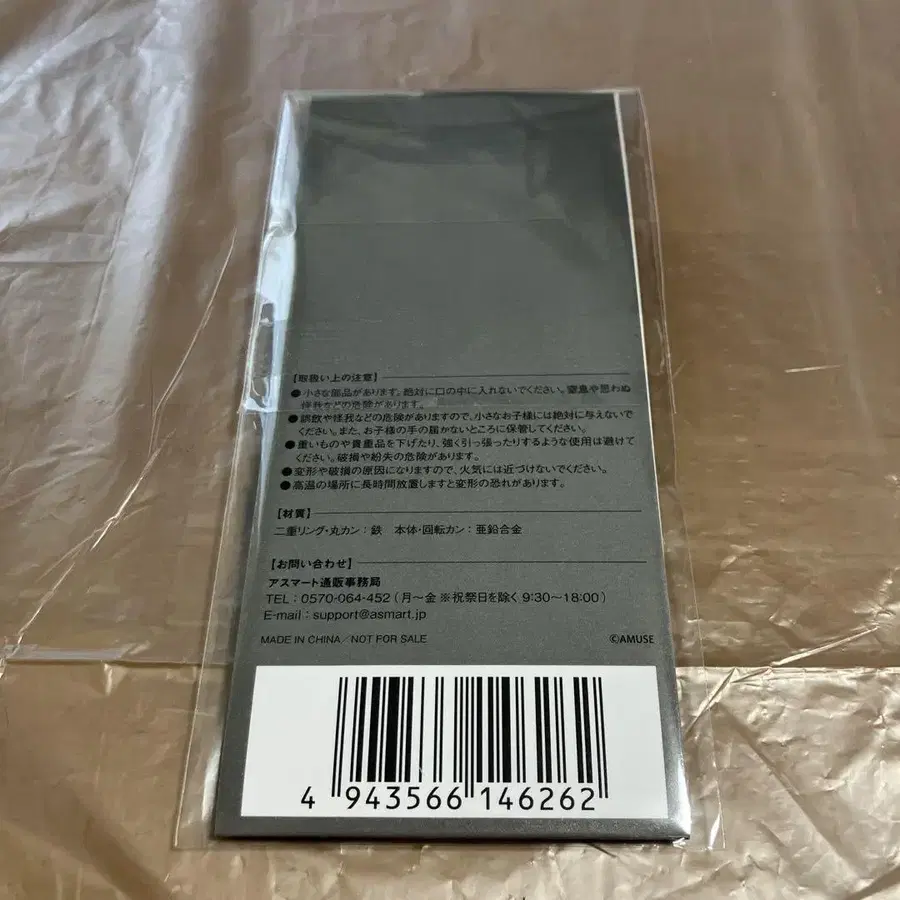 【取扱い上の注意】
●小さな部品があります。絶対に口の中に入れないでください。窒息や思わぬ
怪我などの危険があります。
●誤飲や怪我などの危険がありますので、小さなお子様には絶対に与えないで
ください。また、お子様の手の届かないところに保管してください。
●重いものや貴重品を下げたり、強く引っ張ったりするような使用は避けて
ください。破損や紛失の危険があります。
●変形や破損の原因になりますので、火気には近づけないでください。
●高温の場所に長時間放置しますと変形の恐れがあります。
【材質】
二重リング・丸カン:鉄 本体・回転カン:亜鉛合金
【お問い合わせ】
アスマート通販事務局
TEL:0570-064-452(月〜金 ※祝祭日を除く 9:30〜18:00)
E-mail:support@asmart.jp
MADE IN CHINA/NOT FOR SALE ©AMUSE
4 943566 146262